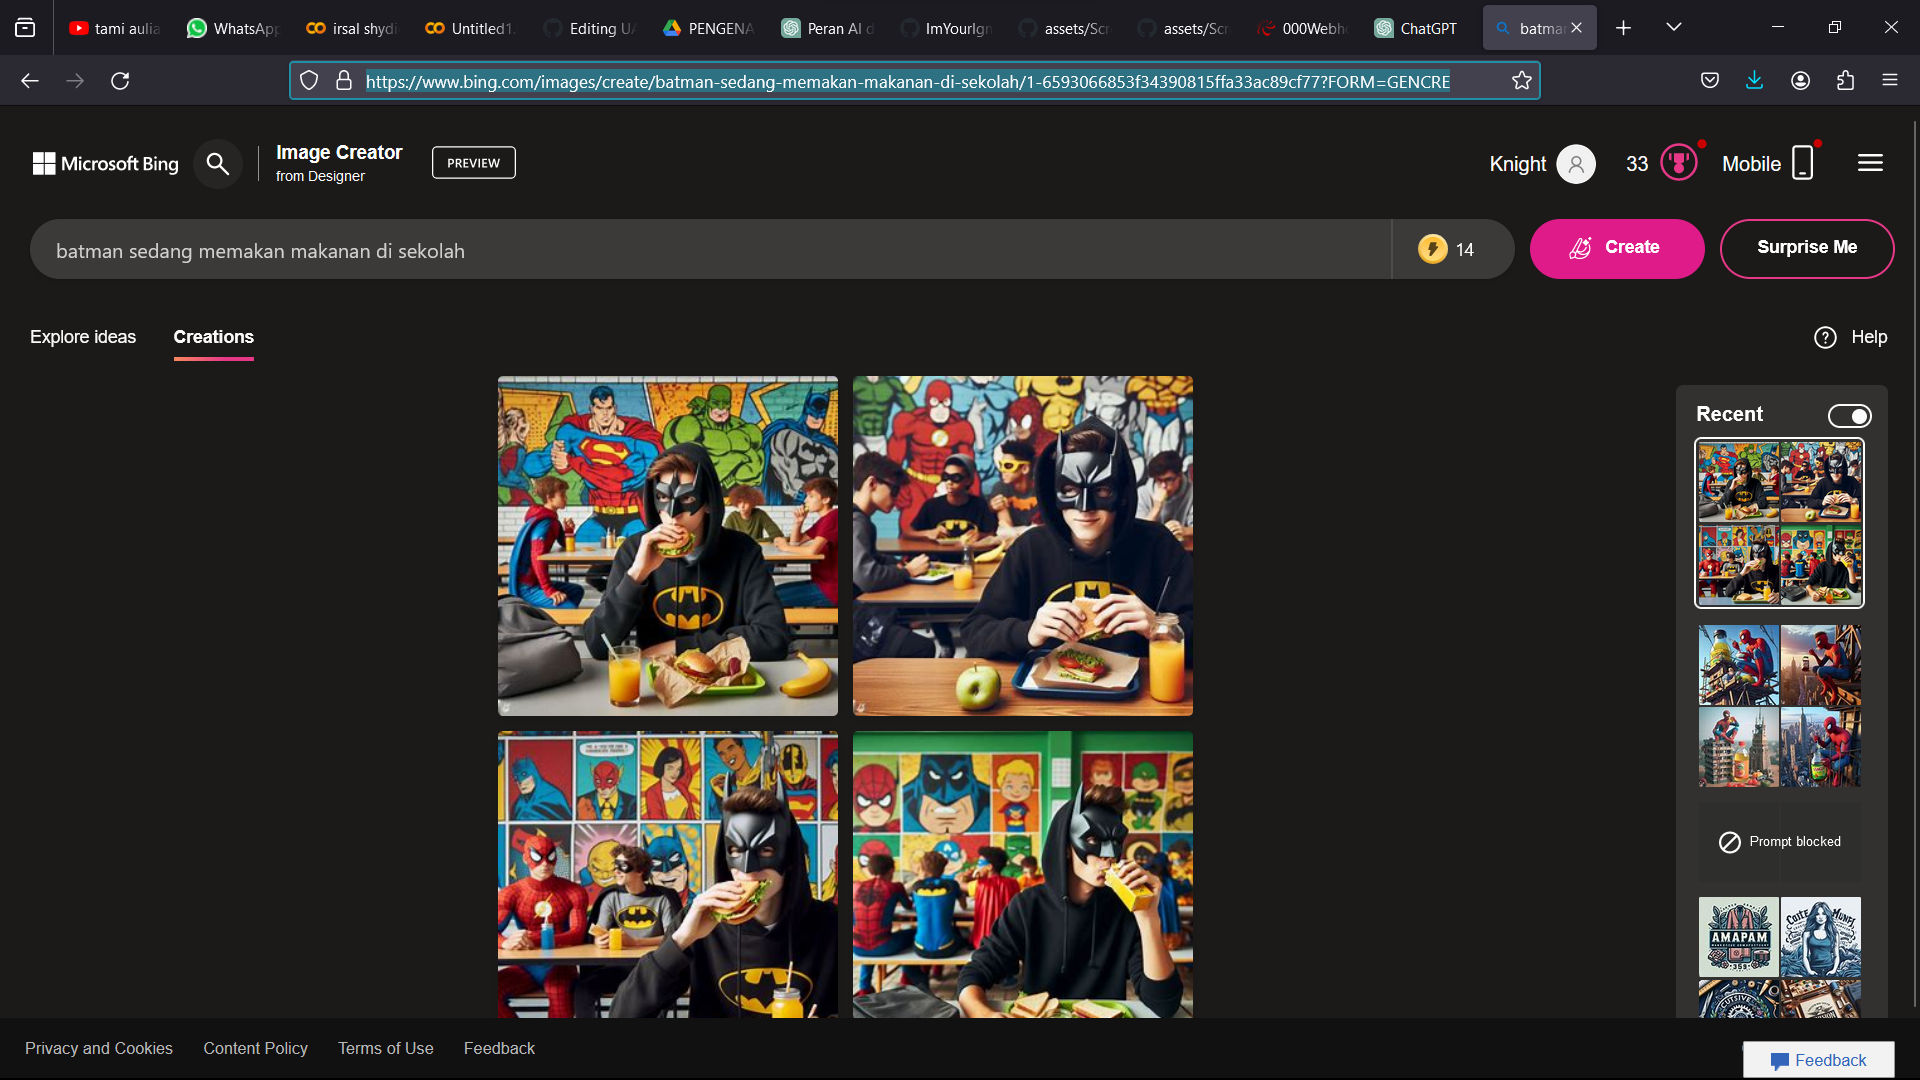 tami aulia
WhatsApp
irsal shydi
Untitled1.
Editing
PENGENA
Peran AI d
ImYourIgn
assets/Scr
assets/Scr
000Webh
ChatGPT
batma
https://www.bing.com/images/create/batman-sedang-memakan-makanan-di-sekolah/1-6593066853f34390815ffa33ac89cf77?FORM=GENCRE
Microsoft Bing
Image Creator
from Designer
PREVIEW
Knight
33
Mobile
batman sedang memakan makanan di sekolah
14
Create
Surprise Me
Explore ideas
Creations
Help
Recent
Prompt blocked
AMAPAM
Privacy and Cookies
Content Policy
Terms of Use
Feedback
Feedback